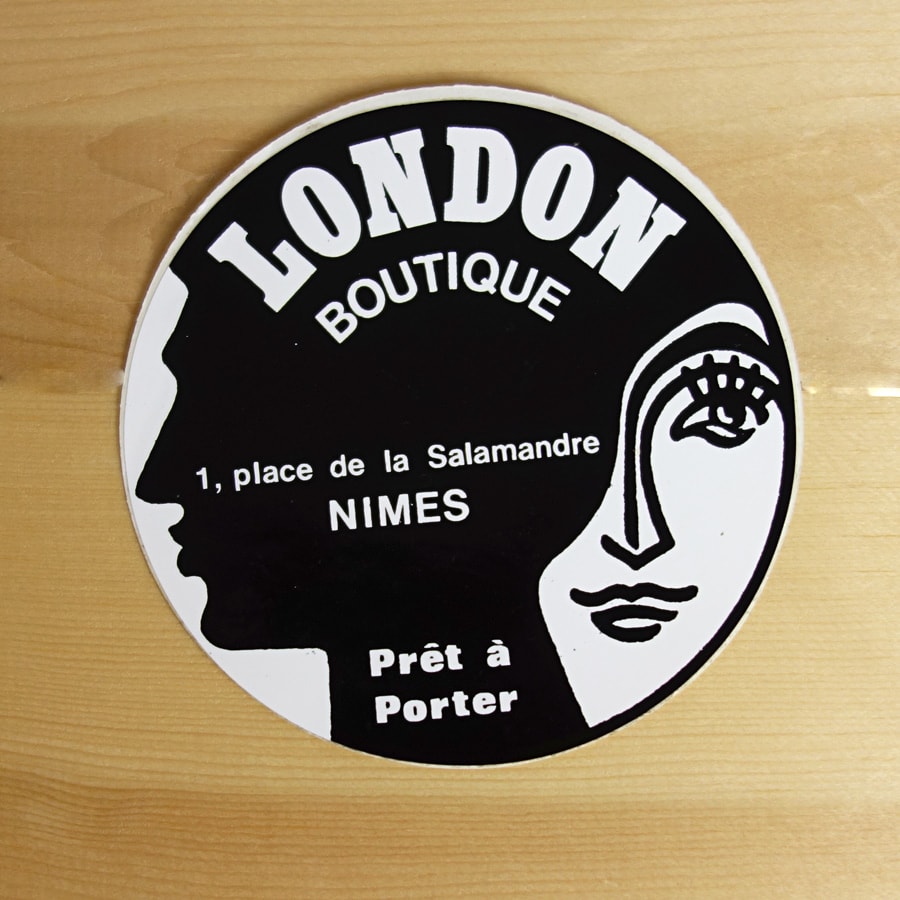 LONDON
BOUTIQUE
1, place de la Salamandre
NIMES
Prêt à
Porter